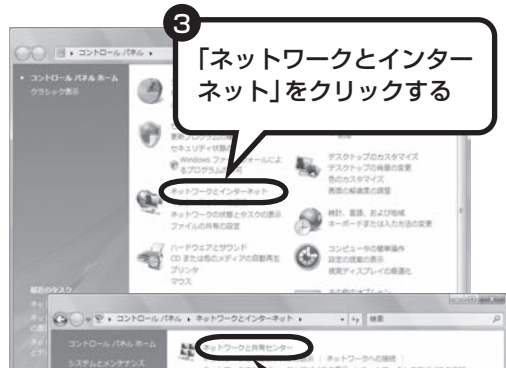 3
「ネットワークとインター
ネット」をクリックする
コントロール パネル
コントロール パネル ホーム
クラシック表示
セキュリティ状態の
Windows ファ
ォールによ
るプログラムの
デスクトップのカスタマイズ
デスクトップの背景の変更
色のカスタマイズ
画面の解像度の調整
ネットワークとインターネット
ネットワークの状態とタスクの表示
ファイルの共有の設定
時計、言語、および地域
キーボードまたは入力方法の変更
ハードウェアとサウンド
CD または他のメディアの自動再生
プリンタ
マウス
コンピュータの簡単操作
設定の提案の表示
視覚ディスプレイの最適化
最近のタスク
コントロール パネル
ネットワークとインターネット
検索
コントロール パネル ホーム
システムとメンテナンス
ネットワークと共有センター
ネットワークへの接続